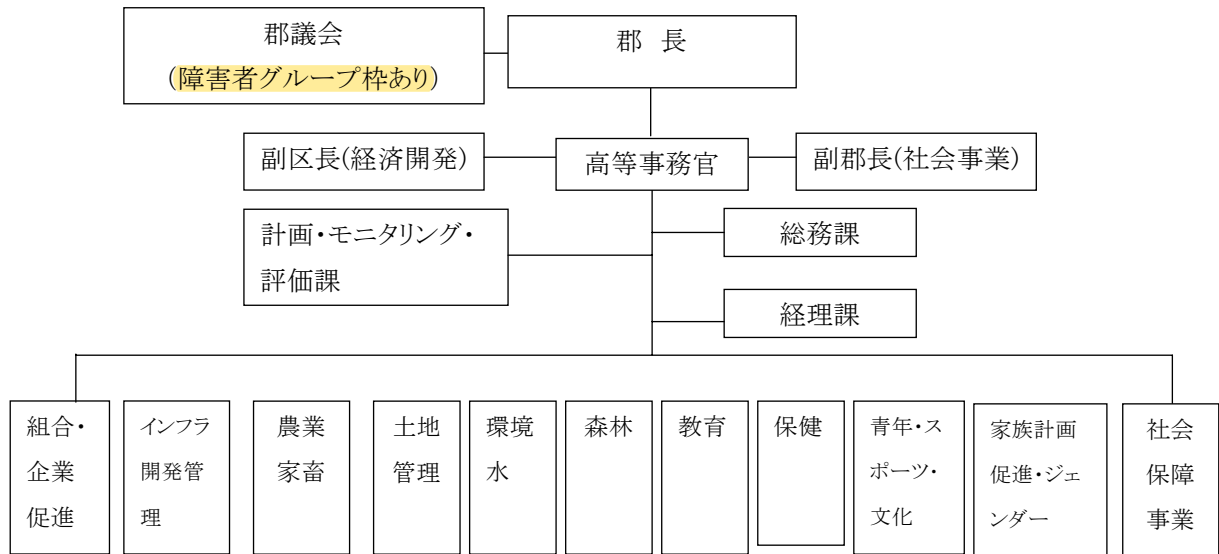 郡議会
(障害者グループ枠あり)
郡 長
副区長(経済開発)
高等事務官
副郡長(社会事業)
計画・モニタリング・
評価課
総務課
経理課
組合・
企業
促進
インフラ
開発管
理
農業
家畜
土地
管理
環境
水
森林
教育
保健
青年・ス
ポーツ・
文化
家族計画
促進・ジェ
ンダー
社会
保障
事業